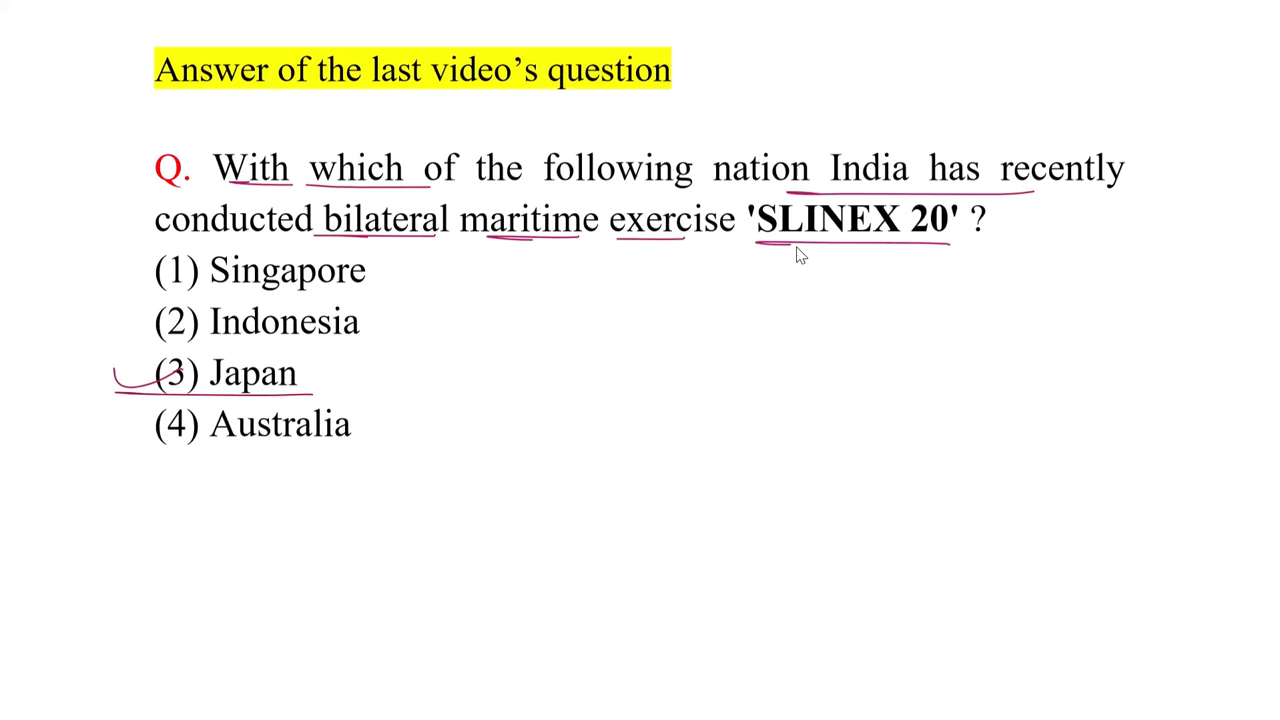 Answer of the last video’s question
Q. With which of the following nation India has recently
conducted bilateral maritime exercise 'SLINEX 20' ?
(1) Singapore
(2) Indonesia
(3) Japan
(4) Australia